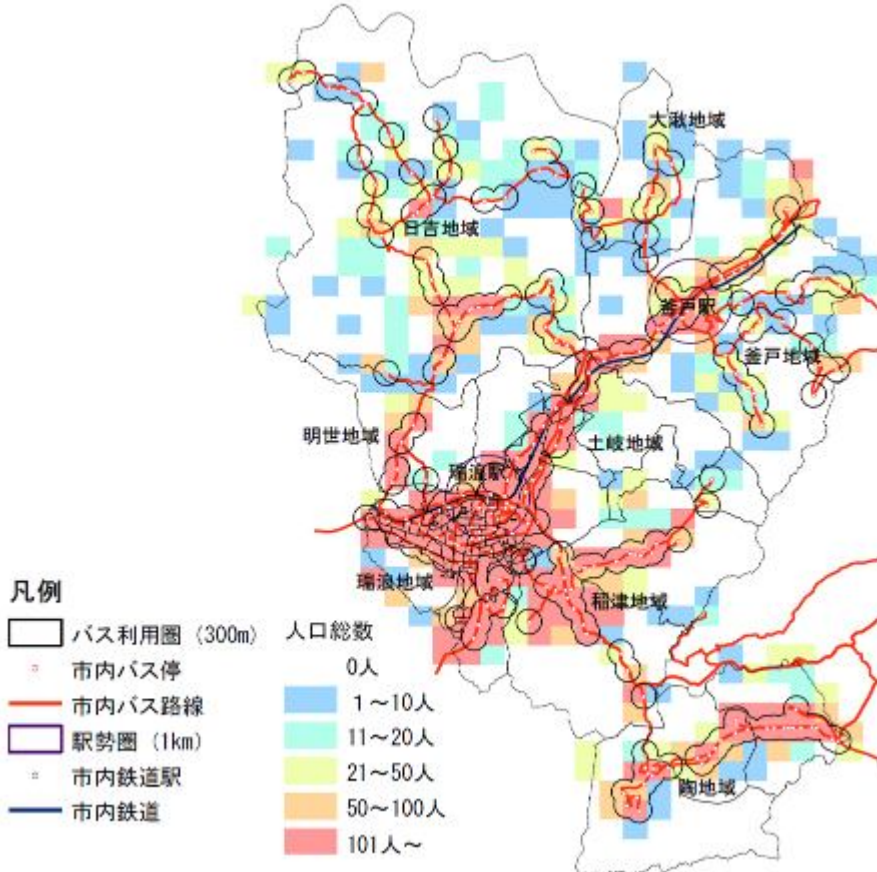 大湫地域
日吉地域
釜戸駅
釜戸地域
明世地域
土岐地域
瑞浪駅
瑞浪地域
稲津地域
陶地域
凡例
バス利用圏 (300m)
市内バス停
市内バス路線
駅勢圏 (1km)
市内鉄道駅
市内鉄道
人口総数
0人
1〜10人
11〜20人
21〜50人
50〜100人
101人〜